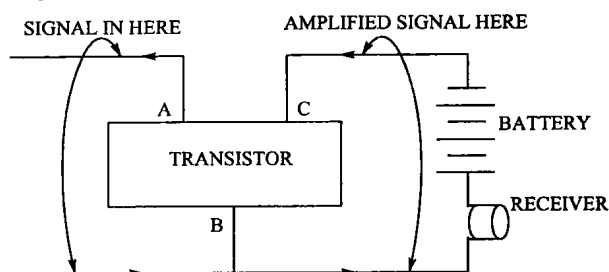 SIGNAL IN HERE
AMPLIFIED SIGNAL HERE
A
C
BATTERY
TRANSISTOR
RECEIVER
B